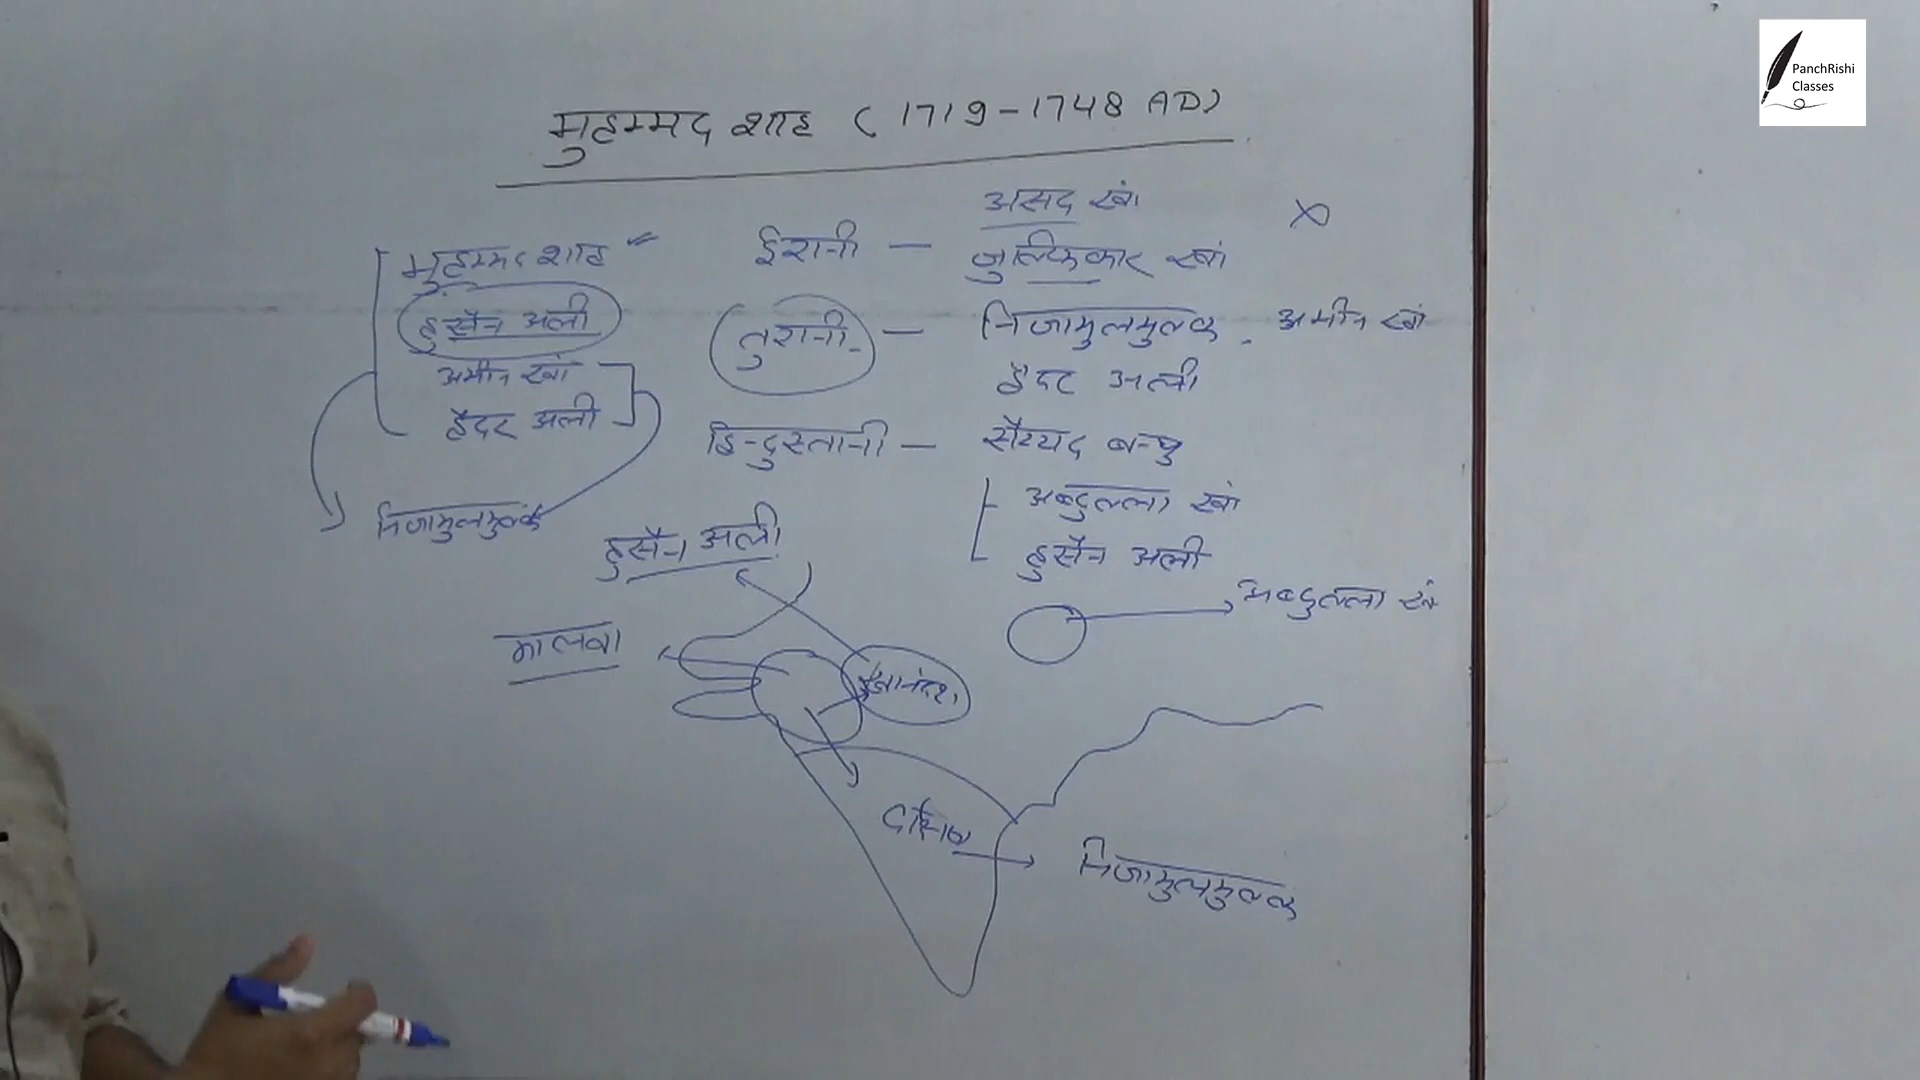 PanchRishi
Classes
मुहम्मद शाह ( 1719 - 1748 AD)
मुहम्मद शाह
हुसैन अली
अमीन खां
हैदर अली
निजामुलमुल्क
ईरानी — असद खां
जुल्फिकार खां
तुरानी — निजामुलमुल्क - अमीन खां
हैदर अली
हिन्दुस्तानी — सैय्यद बन्धु
अब्दुल्ला खां
हुसैन अली
हुसैन अली
अब्दुल्ला खां
मालवा
खानदेश
दक्षिण → निजामुलमुल्क